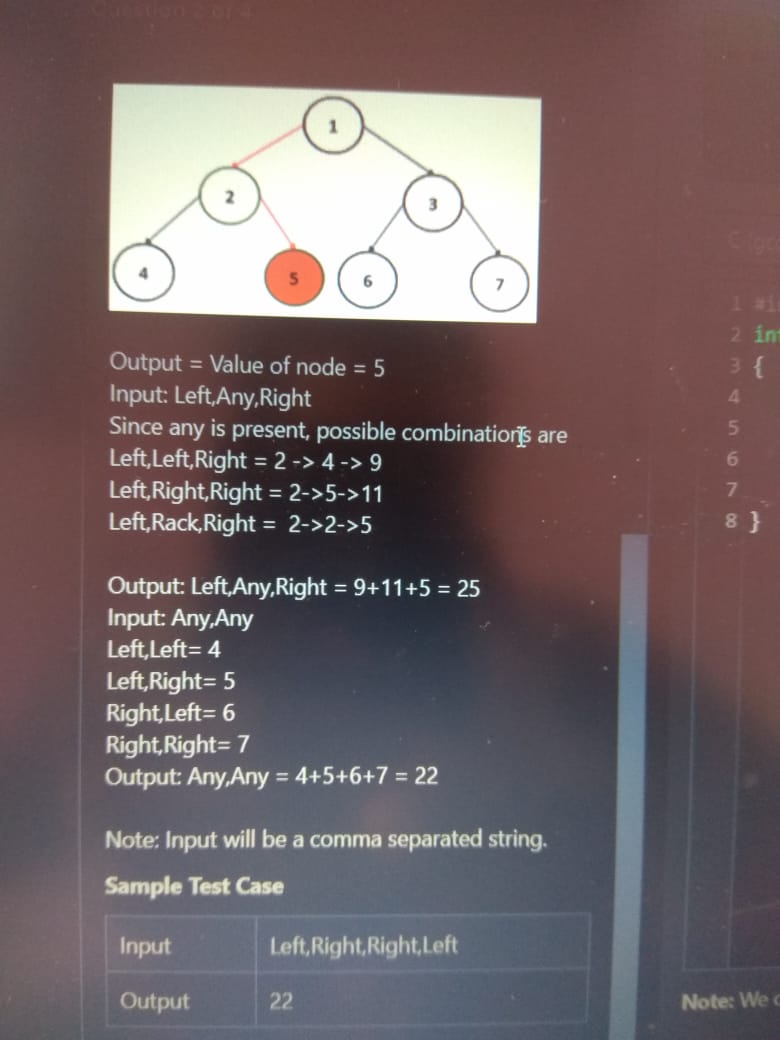 Question 2 of 4
1
2
3
4
5
6
7
Output = Value of node = 5
Input: Left,Any,Right
Since any is present, possible combinations are
Left,Left,Right = 2 -> 4 -> 9
Left,Right,Right = 2->5->11
Left,Rack,Right = 2->2->5
Output: Left,Any,Right = 9+11+5 = 25
Input: Any,Any
Left,Left= 4
Left,Right= 5
Right,Left= 6
Right,Right= 7
Output: Any,Any = 4+5+6+7 = 22
Note: Input will be a comma separated string.
Sample Test Case
Input Left,Right,Right,Left
Output 22
1
2 in
3 {
4
5
6
7
8 }
Note: We